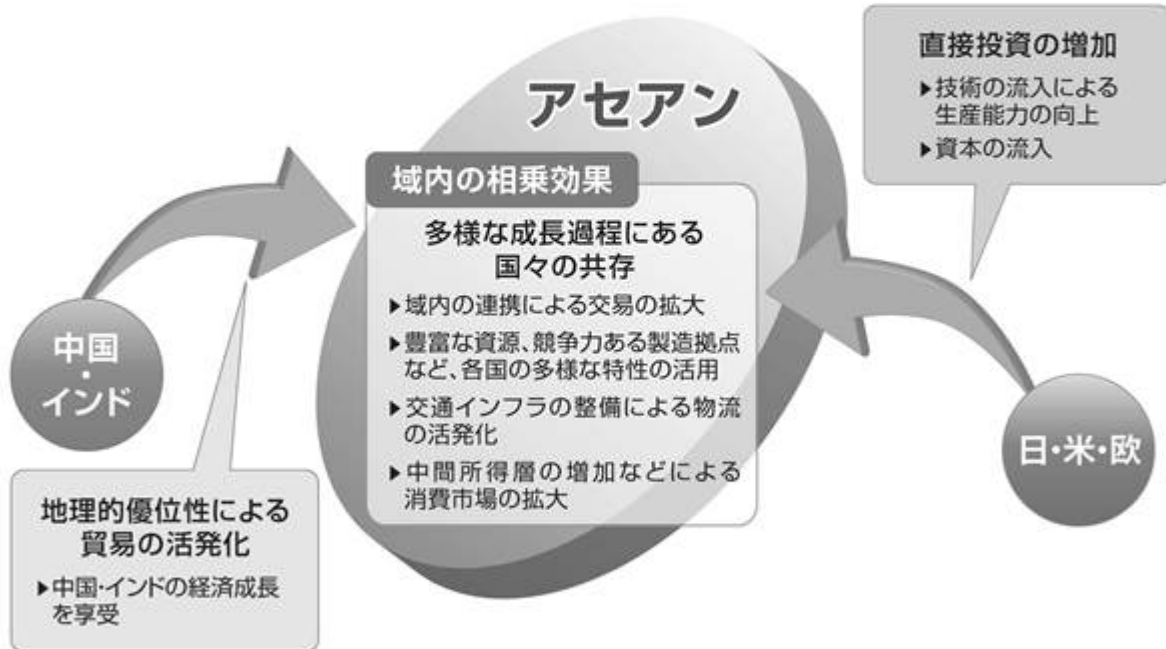 アセアン
域内の相乗効果
多様な成長過程にある
国々の共存
▶域内の連携による交易の拡大
▶豊富な資源、競争力ある製造拠点
など、各国の多様な特性の活用
▶交通インフラの整備による物流
の活発化
▶中間所得層の増加などによる
消費市場の拡大
中国
・
インド
地理的優位性による
貿易の活発化
▶中国・インドの経済成長
を享受
直接投資の増加
▶技術の流入による
生産能力の向上
▶資本の流入
日・米・欧